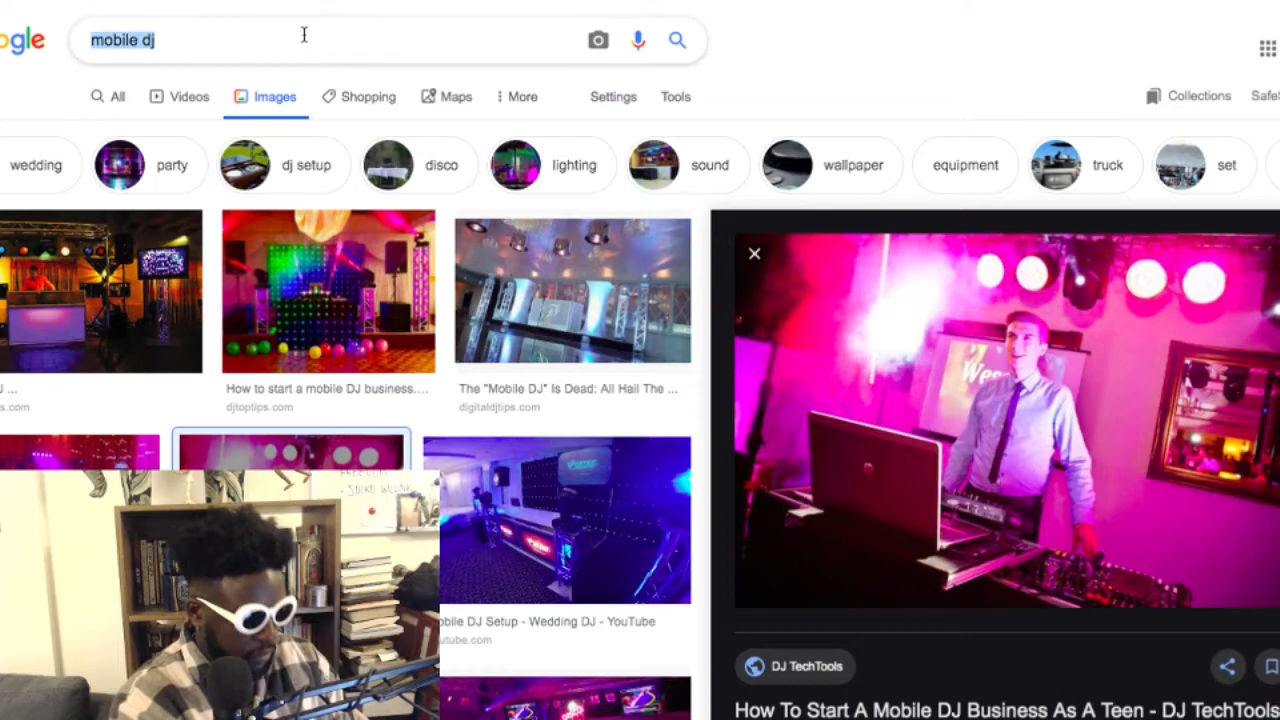 ogle
mobile dj
All
Videos
Images
Shopping
Maps
More
Settings
Tools
Collections
wedding
party
dj setup
disco
lighting
sound
wallpaper
equipment
truck
set
J ...
s.com
How to start a mobile DJ business....
djtoptips.com
The "Mobile DJ" Is Dead: All Hail The ...
digitaldjtips.com
obile DJ Setup - Wedding DJ - YouTube
utube.com
DJ TechTools
How To Start A Mobile DJ Business As A Teen - DJ TechTools